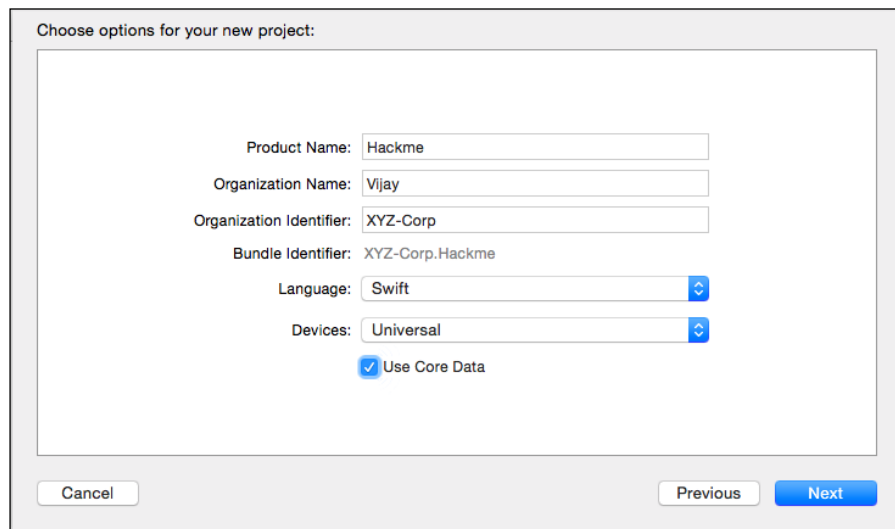 Choose options for your new project:
Product Name: Hackme
Organization Name: Vijay
Organization Identifier: XYZ-Corp
Bundle Identifier: XYZ-Corp.Hackme
Language: Swift
Devices: Universal
Use Core Data
Cancel Previous Next